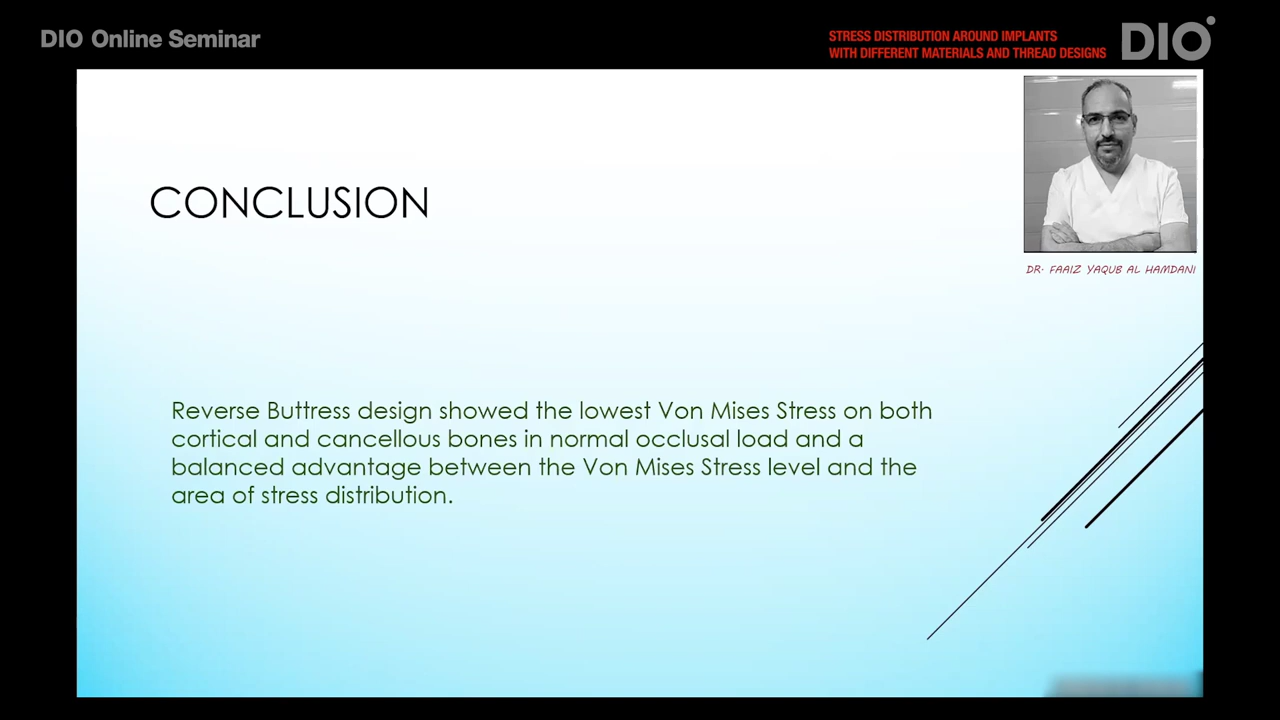 DIO Online Seminar
STRESS DISTRIBUTION AROUND IMPLANTS
WITH DIFFERENT MATERIALS AND THREAD DESIGNS
DIO
CONCLUSION
DR. FAAIZ YAQUB AL HAMDANI
Reverse Buttress design showed the lowest Von Mises Stress on both
cortical and cancellous bones in normal occlusal load and a
balanced advantage between the Von Mises Stress level and the
area of stress distribution.